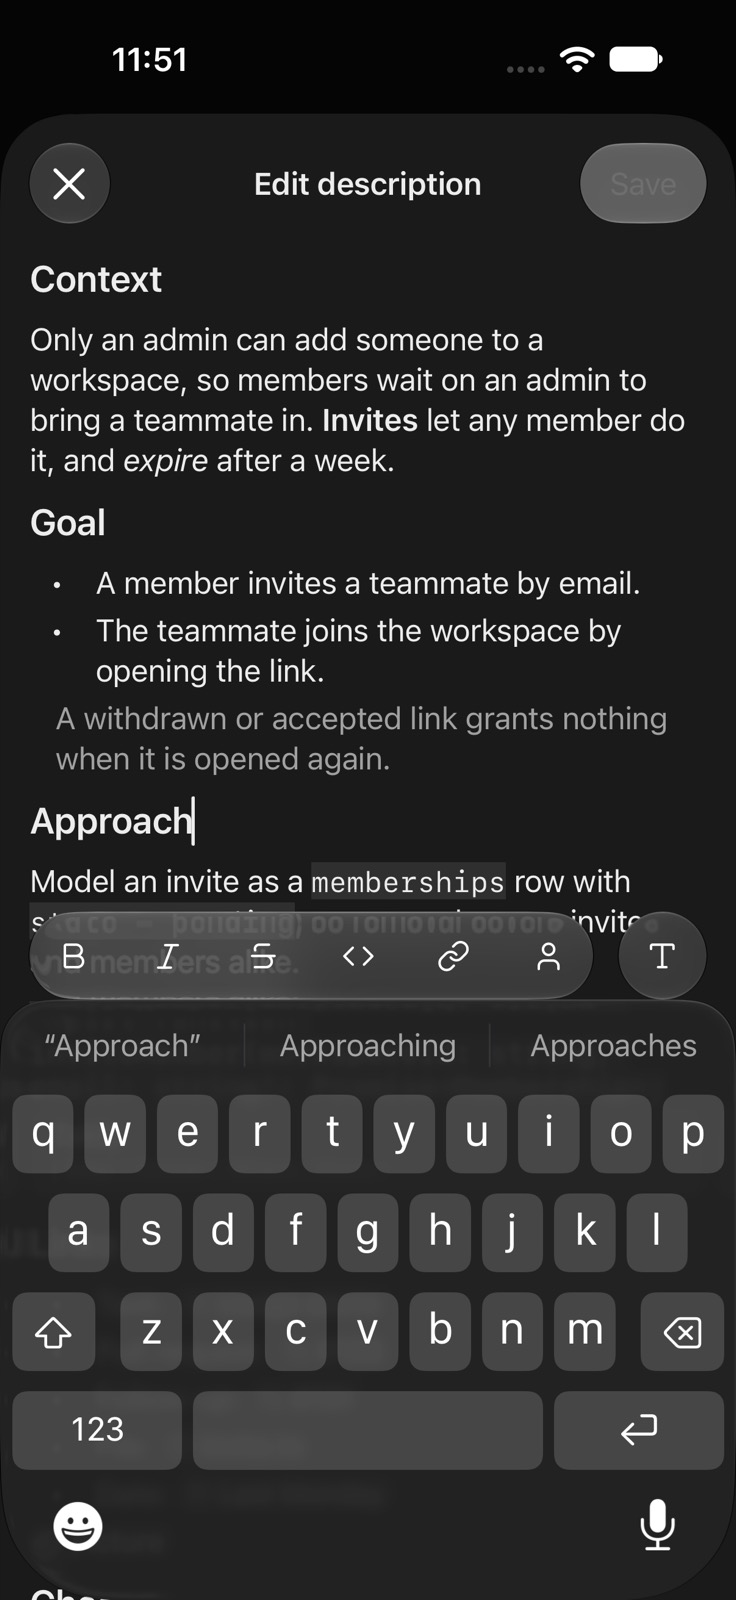 11:51
Edit description
Save
Context
Only an admin can add someone to a
workspace, so members wait on an admin to
bring a teammate in. Invites let any member do
it, and expire after a week.
Goal
• A member invites a teammate by email.
• The teammate joins the workspace by
opening the link.
A withdrawn or accepted link grants nothing
when it is opened again.
Approach
Model an invite as a memberships row with
members alike.
B I S <> T
“Approach” Approaching Approaches
q w e r t y u i o p
a s d f g h j k l
z x c v b n m
123